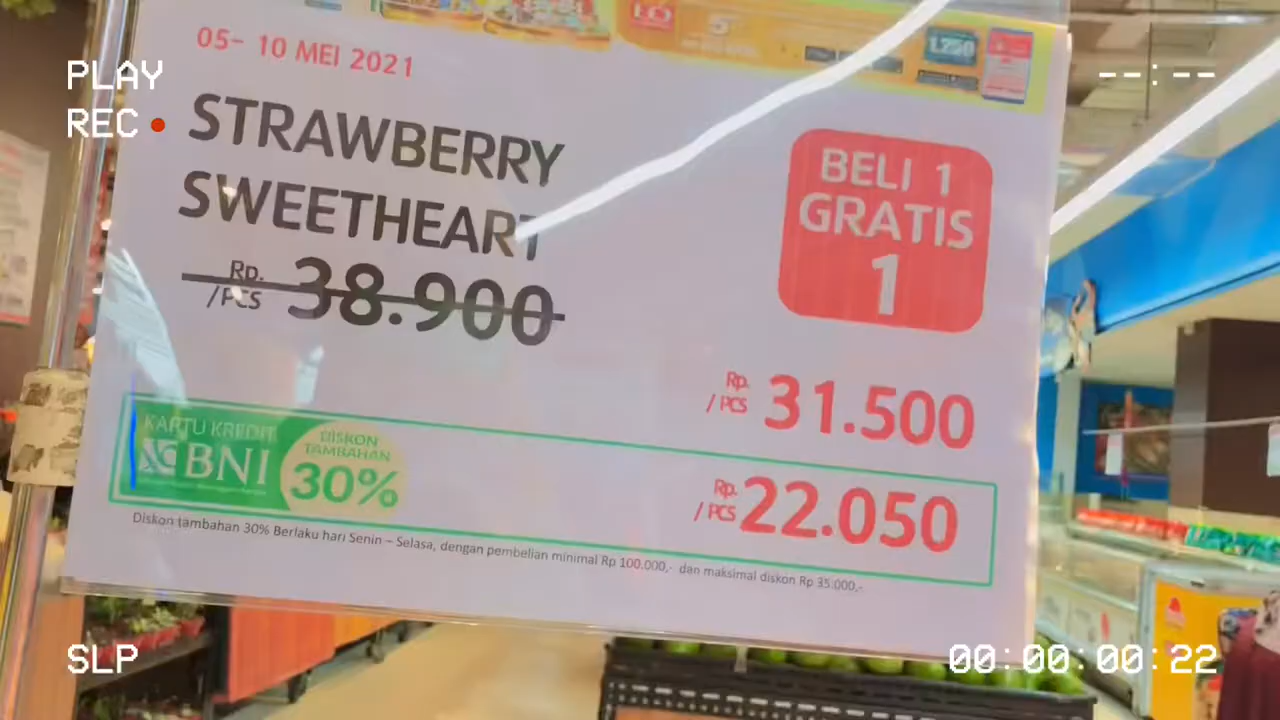 PLAY
REC
--:--
1.250
05- 10 MEI 2021
STRAWBERRY
SWEETHEART
Rp.
/PCS
38.900
BELI 1
GRATIS
1
Rp.
/ PCS
31.500
KARTU KREDIT
BNI
DISKON
TAMBAHAN
30%
Rp.
/ PCS
22.050
Diskon tambahan 30% Berlaku hari Senin – Selasa, dengan pembelian minimal Rp 100.000,- dan maksimal diskon Rp 35.000,-
SLP
00:00:00:22